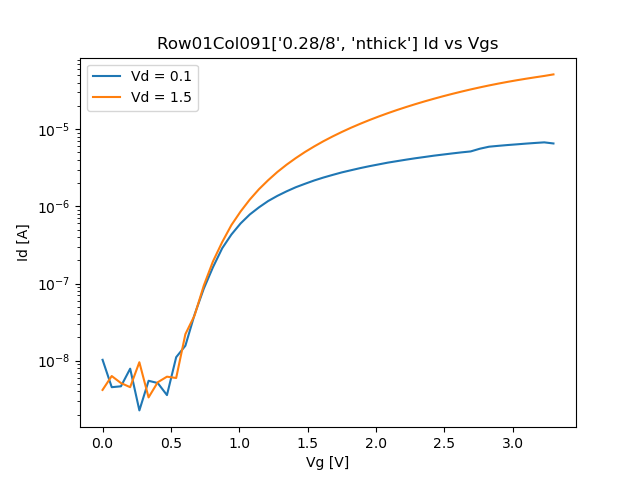 Row01Col091['0.28/8', 'nthick'] Id vs Vgs
Vd = 0.1
Vd = 1.5
Id [A]
10⁻⁵
10⁻⁶
10⁻⁷
10⁻⁸
0.0 0.5 1.0 1.5 2.0 2.5 3.0
Vg [V]